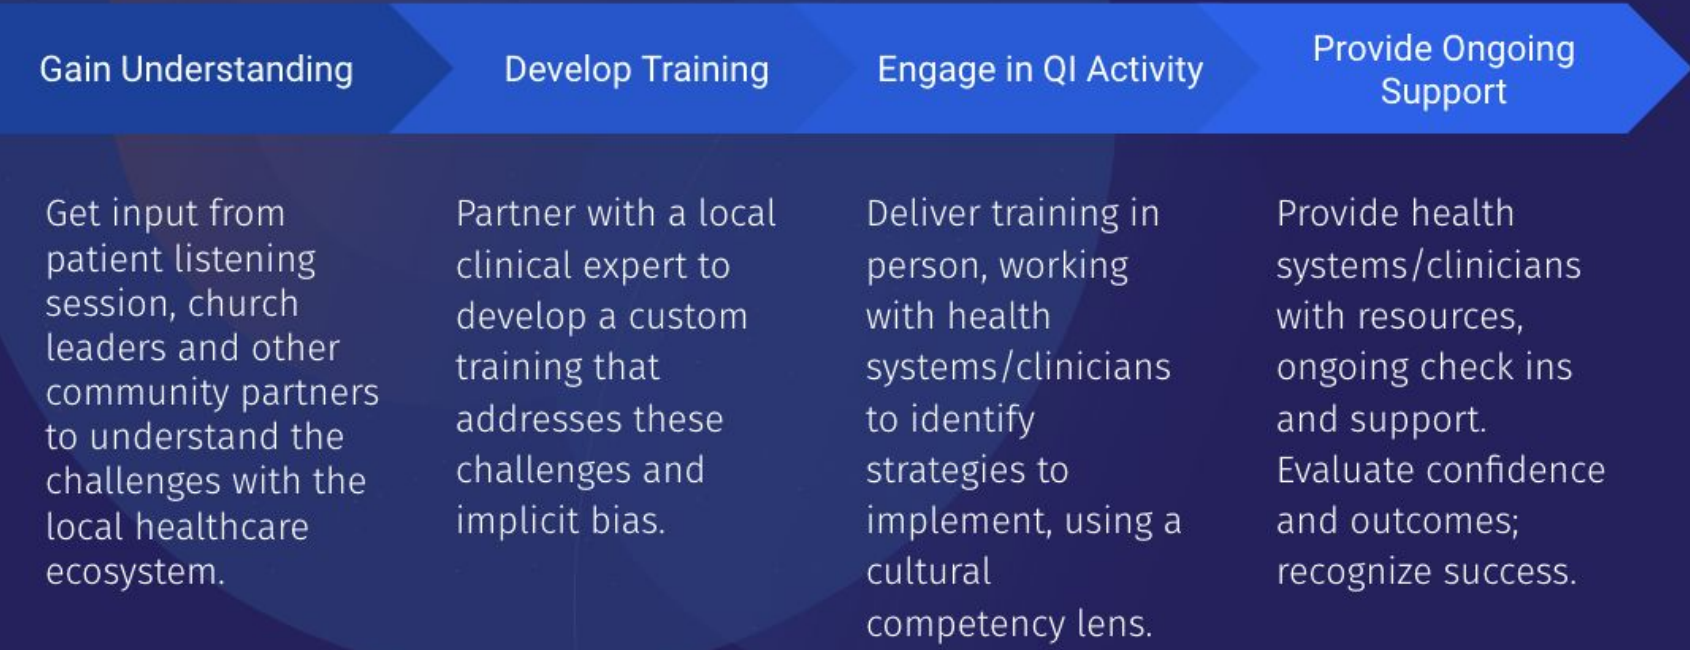 Gain Understanding
Develop Training
Engage in QI Activity
Provide Ongoing
Support
Get input from
patient listening
session, church
leaders and other
community partners
to understand the
challenges with the
local healthcare
ecosystem.
Partner with a local
clinical expert to
develop a custom
training that
addresses these
challenges and
implicit bias.
Deliver training in
person, working
with health
systems/clinicians
to identify
strategies to
implement, using a
cultural
competency lens.
Provide health
systems/clinicians
with resources,
ongoing check ins
and support.
Evaluate confidence
and outcomes;
recognize success.